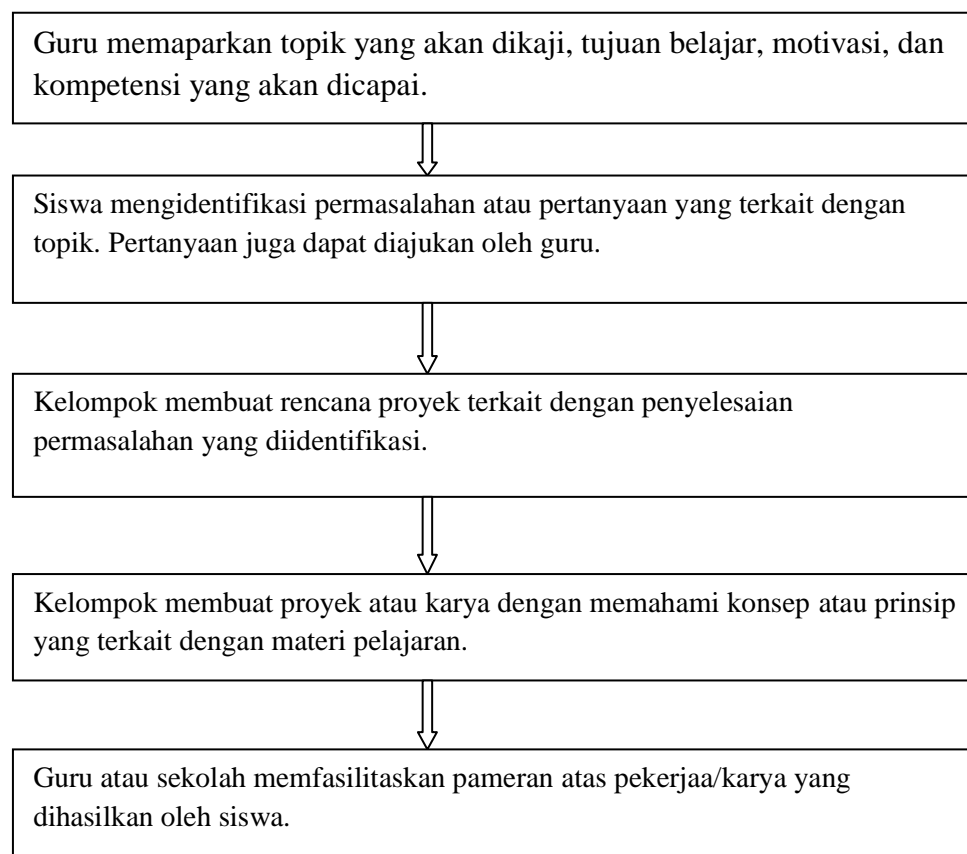 Guru memaparkan topik yang akan dikaji, tujuan belajar, motivasi, dan
kompetensi yang akan dicapai.
Siswa mengidentifikasi permasalahan atau pertanyaan yang terkait dengan
topik. Pertanyaan juga dapat diajukan oleh guru.
Kelompok membuat rencana proyek terkait dengan penyelesaian
permasalahan yang diidentifikasi.
Kelompok membuat proyek atau karya dengan memahami konsep atau prinsip
yang terkait dengan materi pelajaran.
Guru atau sekolah memfasilitaskan pameran atas pekerjaa/karya yang
dihasilkan oleh siswa.